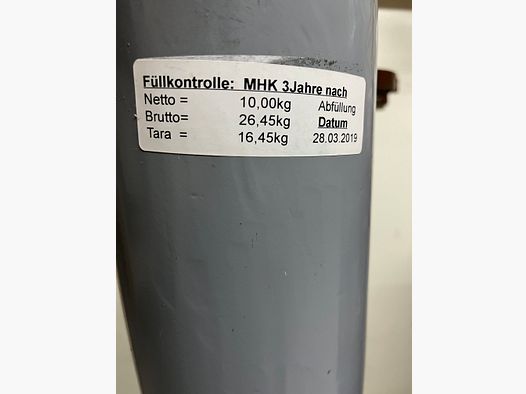 Füllkontrolle: MHK 3Jahre nach
Netto = 10,00kg Abfüllung
Brutto= 26,45kg Datum
Tara = 16,45kg 28.03.2019